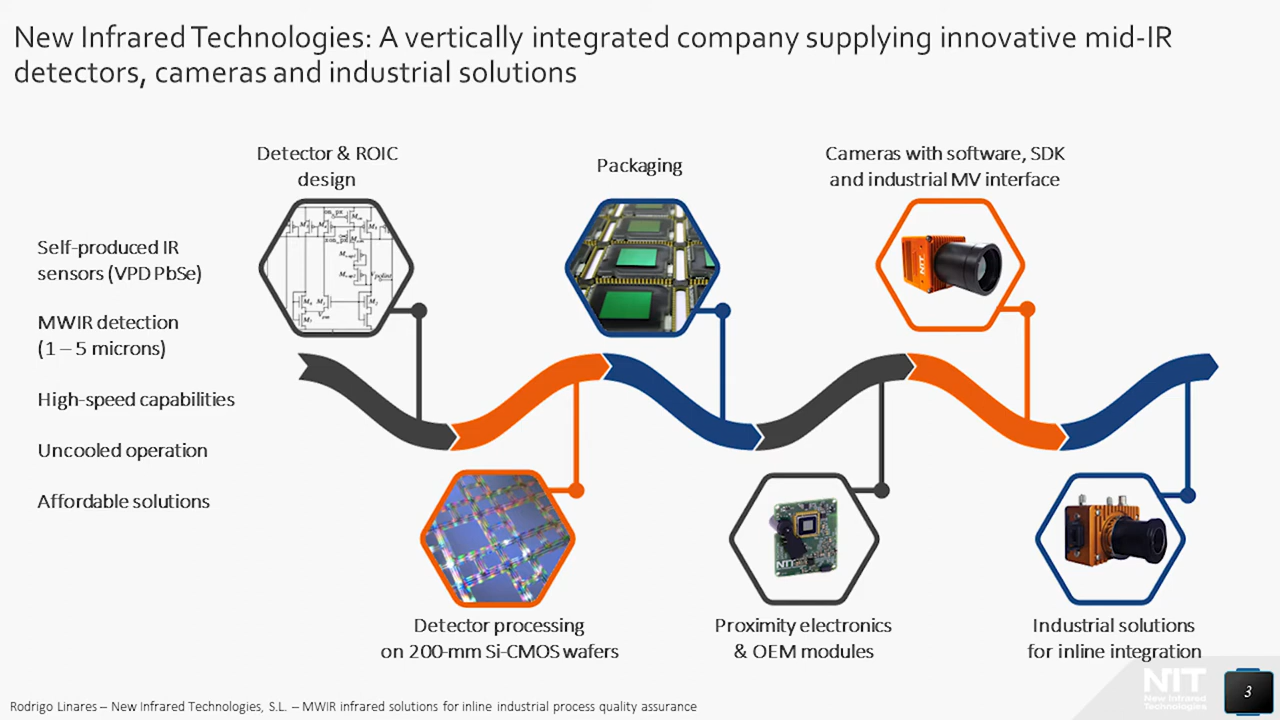 New Infrared Technologies: A vertically integrated company supplying innovative mid-IR
detectors, cameras and industrial solutions
Detector & ROIC
design
Packaging
Cameras with software, SDK
and industrial MV interface
Self-produced IR
sensors (VPD PbSe)
MWIR detection
(1 – 5 microns)
High-speed capabilities
Uncooled operation
Affordable solutions
NIT
NIT
Detector processing
on 200-mm Si-CMOS wafers
Proximity electronics
& OEM modules
Industrial solutions
for inline integration
NIT
New Infrared
Technologies
3
Rodrigo Linares – New Infrared Technologies, S.L. – MWIR infrared solutions for inline industrial process quality assurance